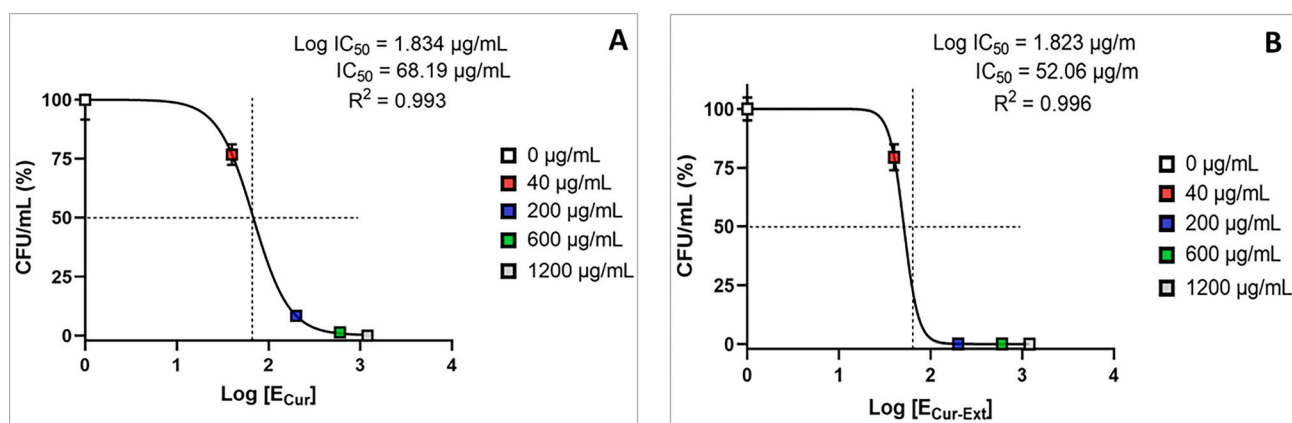 A
Log IC50 = 1.834 µg/mL
IC50 = 68.19 µg/mL
R2 = 0.993
100
75
50
25
0
CFU/mL (%)
0 1 2 3 4
Log [ECur]
0 µg/mL
40 µg/mL
200 µg/mL
600 µg/mL
1200 µg/mL
B
Log IC50 = 1.823 µg/m
IC50 = 52.06 µg/m
R2 = 0.996
100
75
50
25
0
CFU/mL (%)
0 1 2 3 4
Log [ECur-Ext]
0 µg/mL
40 µg/mL
200 µg/mL
600 µg/mL
1200 µg/mL